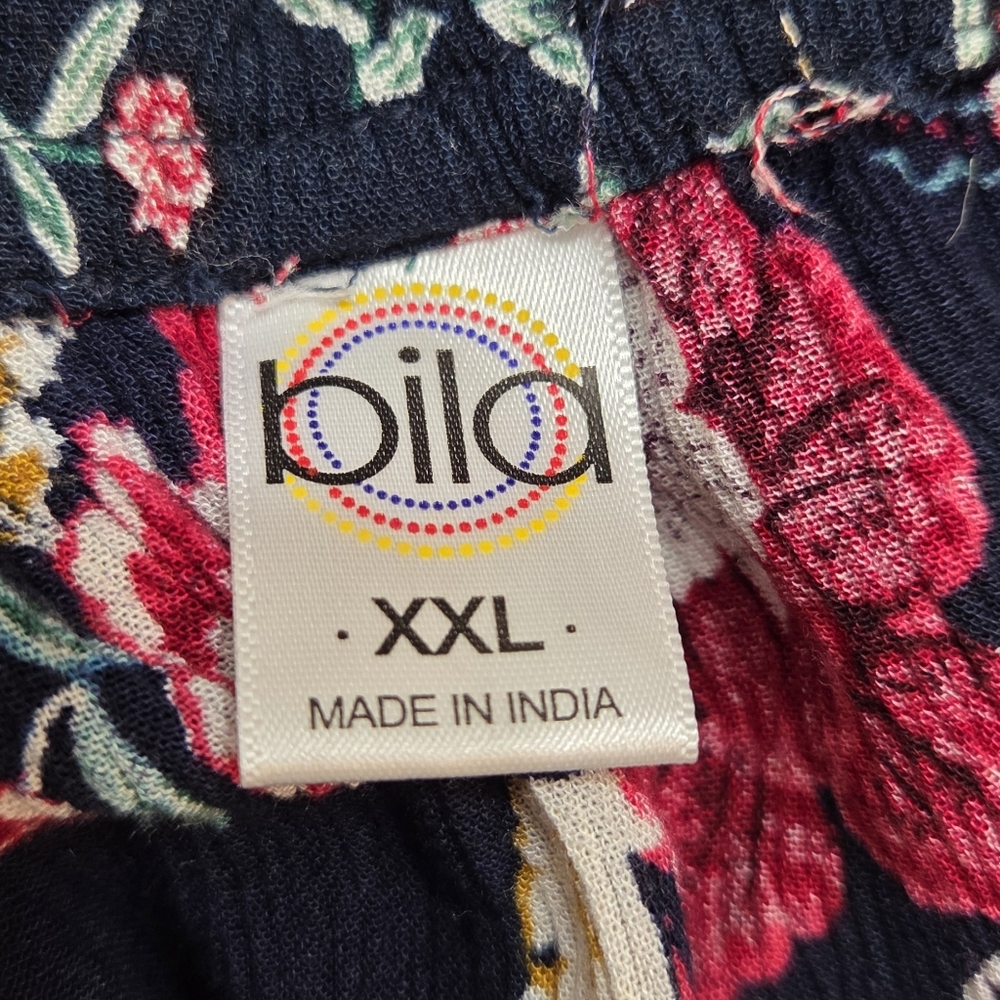 bila
· XXL ·
MADE IN INDIA